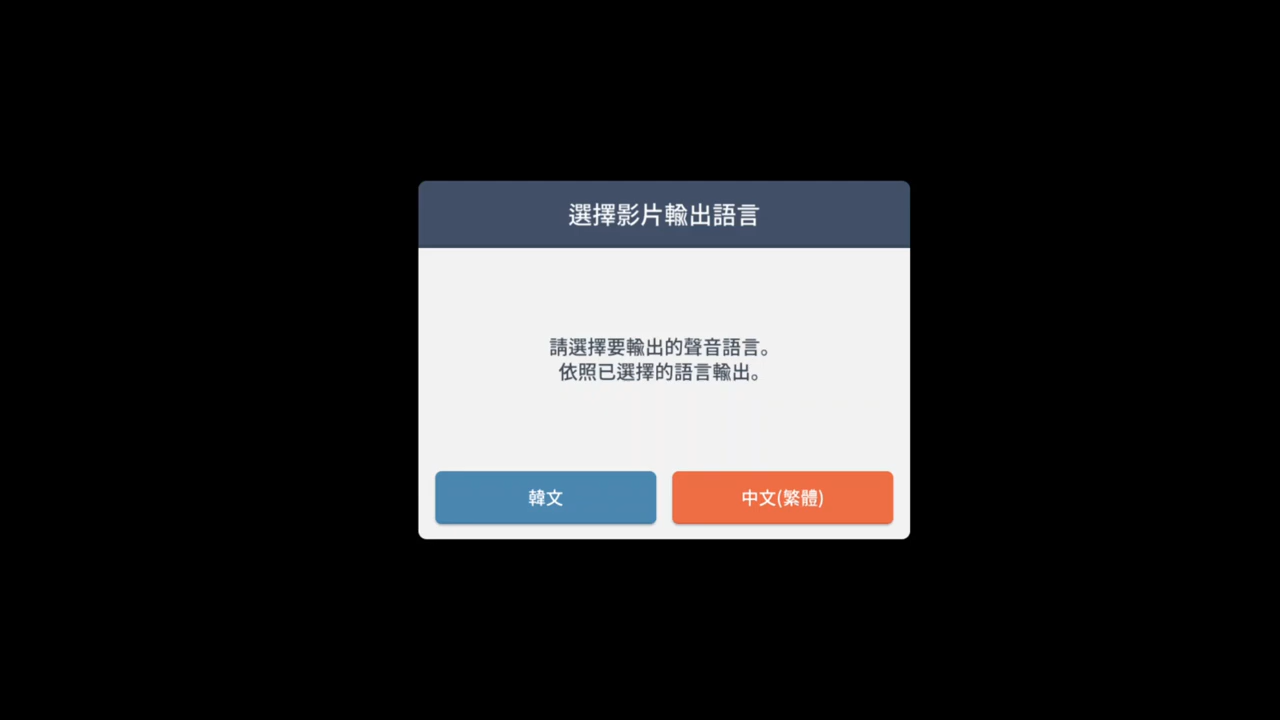 選擇影片輸出語言
請選擇要輸出的聲音語言。
依照已選擇的語言輸出。
韓文
中文(繁體)